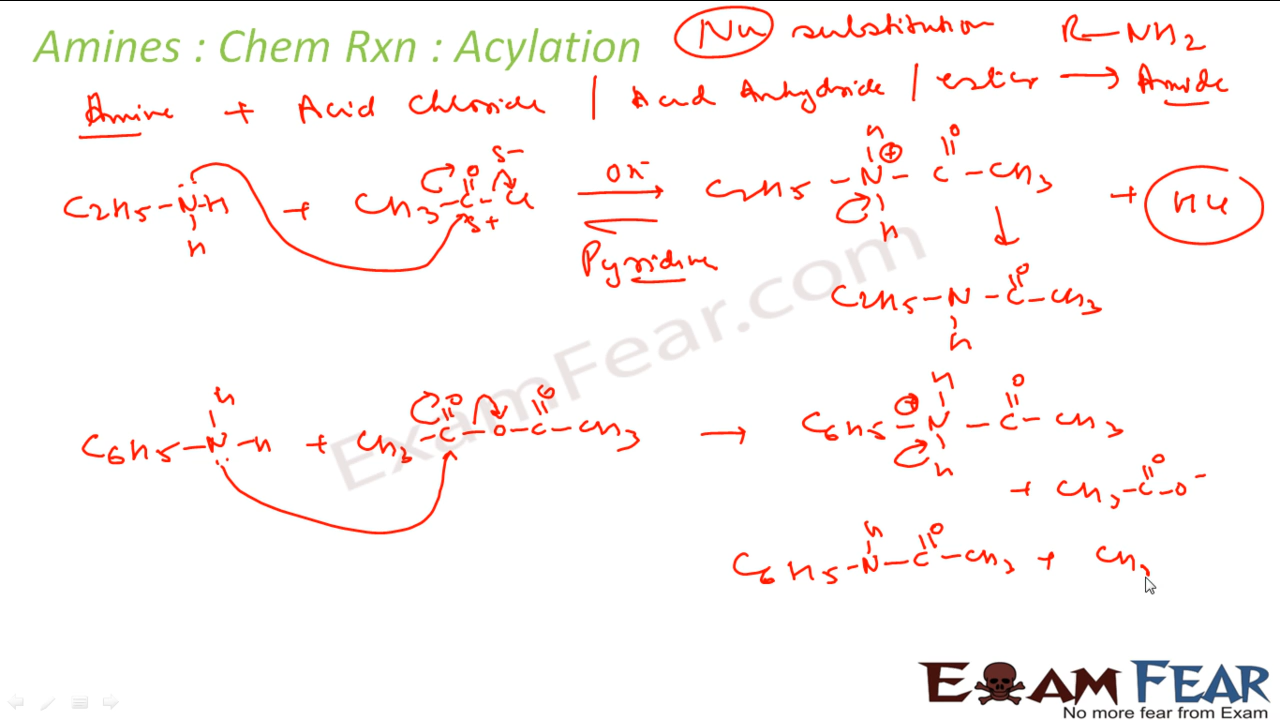 Amines : Chem Rxn : Acylation
Nu substitution R—NH2
Amine + Acid Chloride | Acid Anhydride | ester → Amide
C2H5—N̈—H + CH3—C(=O)—Cl ⇌ C2H5—N⊕—C(=O)—CH3 + HCl
H δ+ δ- OH- H H
Pyridine
C2H5—N—C(=O)—CH3
H
ExamFear.com
C6H5—N̈—H + CH3—C(=O)—O—C(=O)—CH3 → C6H5—N⊕—C(=O)—CH3
H H H
+ CH3—C(=O)—O-
C6H5—N—C(=O)—CH3 + CH3
H
EXAM FEAR
No more fear from Exam